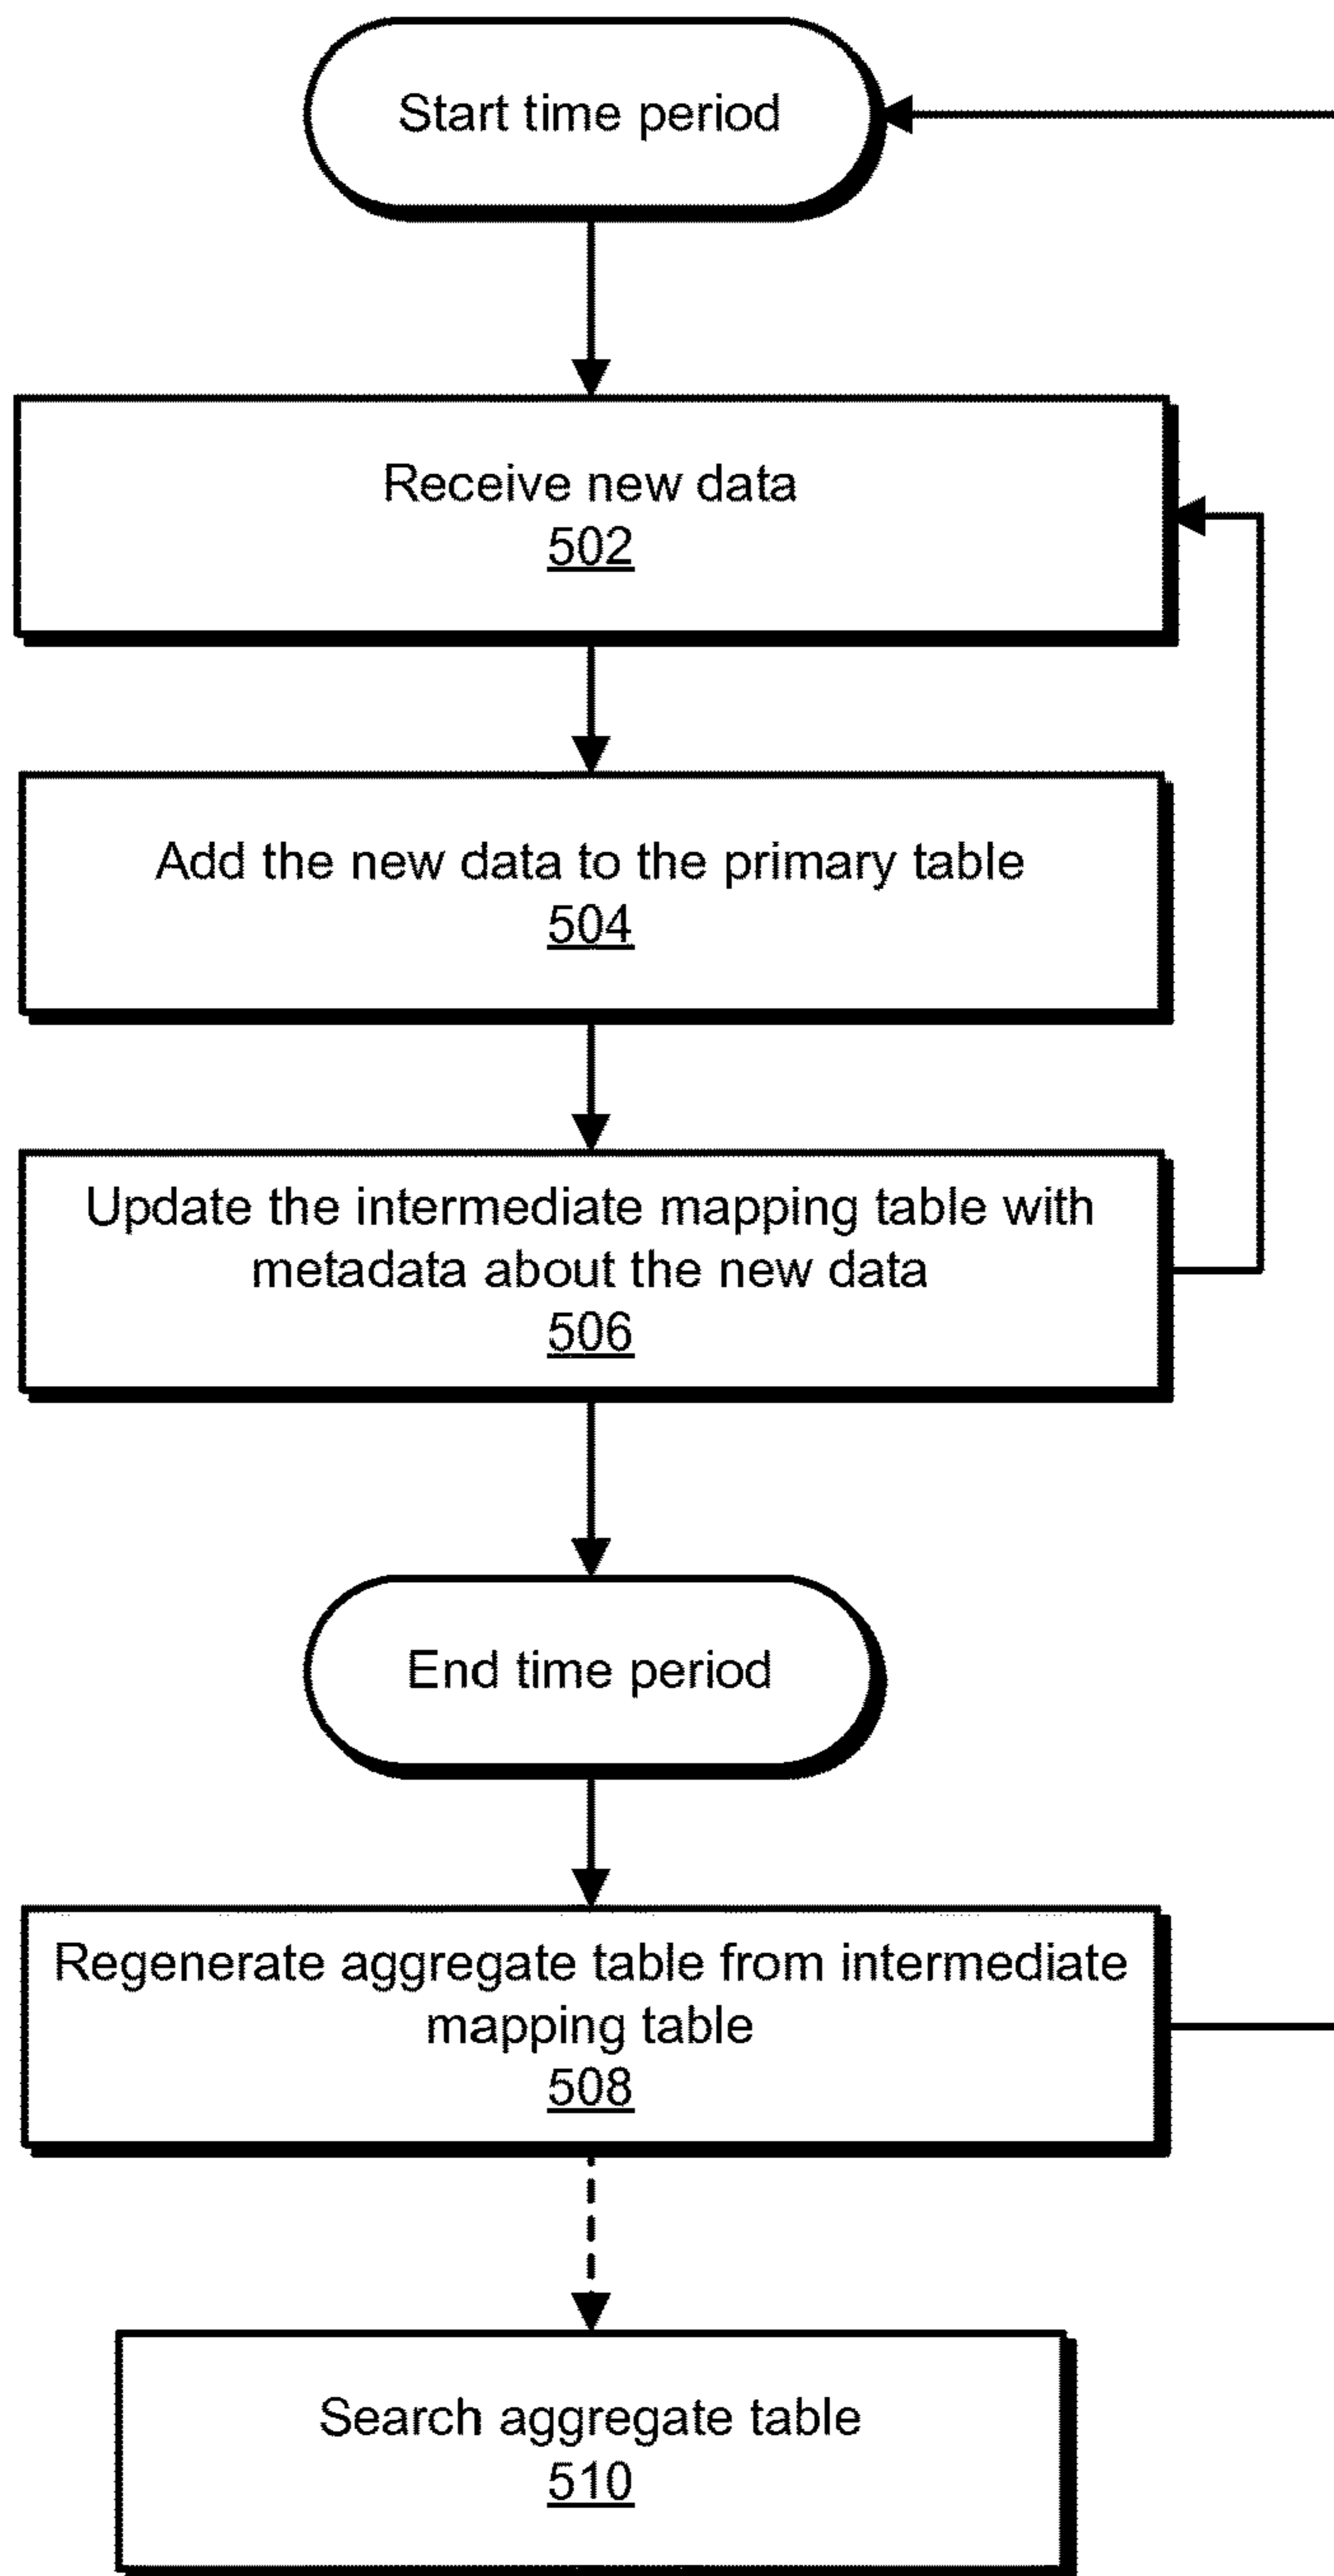 Start time period
Receive new data
502
Add the new data to the primary table
504
Update the intermediate mapping table with
metadata about the new data
506
End time period
Regenerate aggregate table from intermediate
mapping table
508
Search aggregate table
510